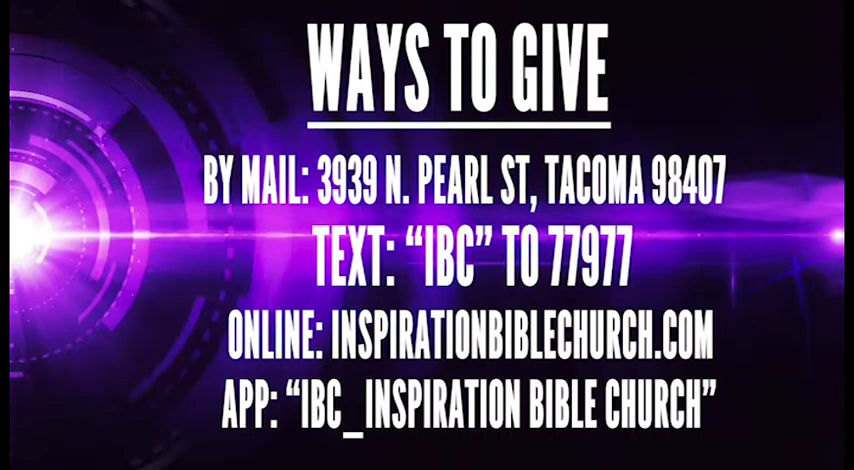 WAYS TO GIVE
BY MAIL: 3939 N. PEARL ST, TACOMA 98407
TEXT: “IBC” TO 77977
ONLINE: INSPIRATIONBIBLECHURCH.COM
APP: “IBC_INSPIRATION BIBLE CHURCH”